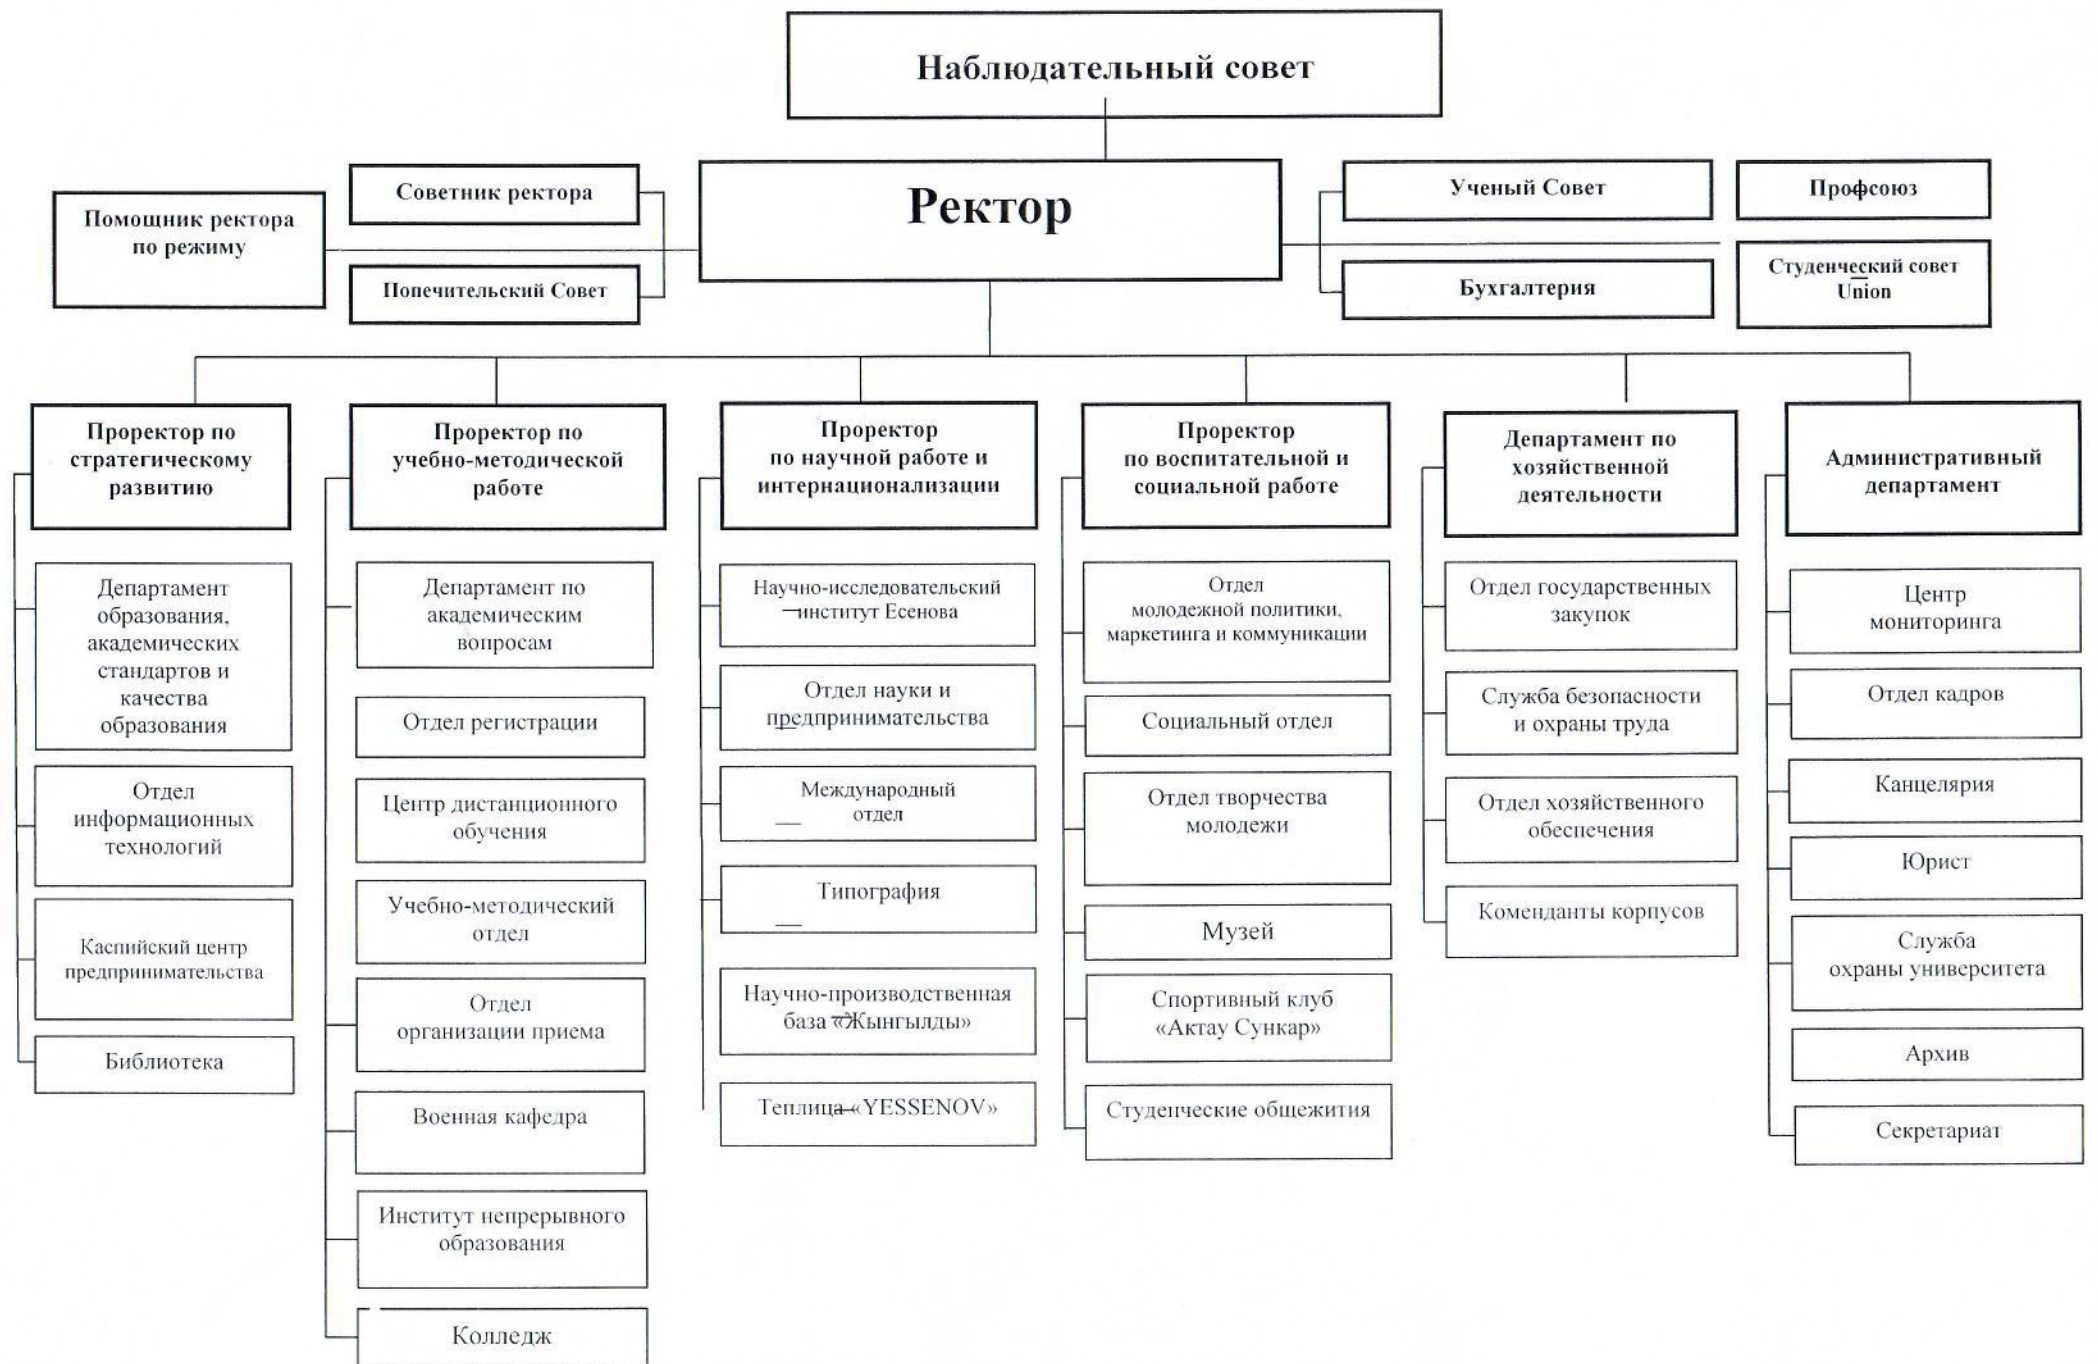 Наблюдательный совет
Советник ректора
Помощник ректора
по режиму
Попечительский Совет
Ректор
Ученый Совет
Бухгалтерия
Профсоюз
Студенческий совет
Union
Проректор по
стратегическому
развитию
Департамент
образования,
академических
стандартов и
качества
образования
Отдел
информационных
технологий
Каспийский центр
предпринимательства
Библиотека
Проректор по
учебно-методической
работе
Департамент по
академическим
вопросам
Отдел регистрации
Центр дистанционного
обучения
Учебно-методический
отдел
Отдел
организации приема
Военная кафедра
Институт непрерывного
образования
Колледж
Проректор
по научной работе и
интернационализации
Научно-исследовательский
институт Есенова
Отдел науки и
предпринимательства
Международный
отдел
Типография
Научно-производственная
база «Жынгылды»
Теплица «YESSENOV»
Проректор
по воспитательной и
социальной работе
Отдел
молодежной политики,
маркетинга и коммуникации
Социальный отдел
Отдел творчества
молодежи
Музей
Спортивный клуб
«Актау Сункар»
Студенческие общежития
Департамент по
хозяйственной
деятельности
Отдел государственных
закупок
Служба безопасности
и охраны труда
Отдел хозяйственного
обеспечения
Коменданты корпусов
Административный
департамент
Центр
мониторинга
Отдел кадров
Канцелярия
Юрист
Служба
охраны университета
Архив
Секретариат